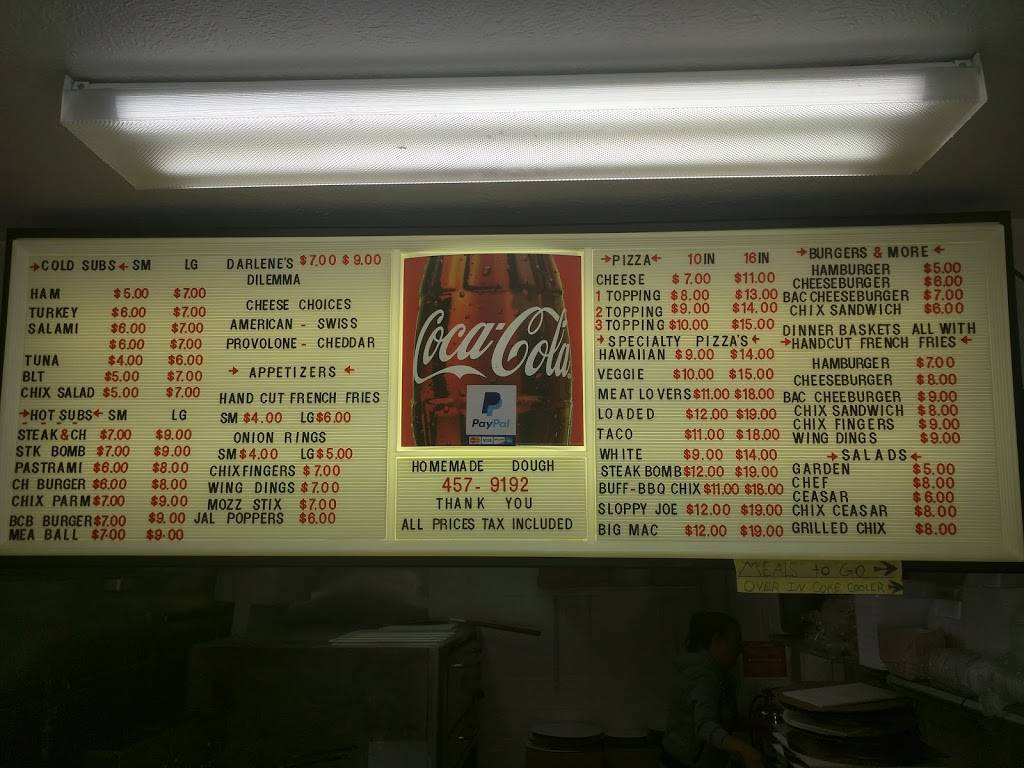 →COLD SUBS← SM LG
HAM $5.00 $7.00
TURKEY $6.00 $7.00
SALAMI $6.00 $7.00
$6.00 $7.00
TUNA $4.00 $6.00
BLT $5.00 $7.00
CHIX SALAD $5.00 $7.00
→HOT SUBS← SM LG
STEAK&CH $7.00 $9.00
STK BOMB $7.00 $9.00
PASTRAMI $6.00 $8.00
CH BURGER $6.00 $8.00
CHIX PARM $7.00 $9.00
BCB BURGER $7.00 $9.00
MEA BALL $7.00 $9.00
DARLENE'S $7.00 $9.00
DILEMMA
CHEESE CHOICES
AMERICAN - SWISS
PROVOLONE - CHEDDAR
→ APPETIZERS ←
HAND CUT FRENCH FRIES
SM $4.00 LG $6.00
ONION RINGS
SM $4.00 LG $5.00
CHIX FINGERS $7.00
WING DINGS $7.00
MOZZ STIX $7.00
JAL POPPERS $6.00
Coca-Cola
PayPal
HOMEMADE DOUGH
457-9192
THANK YOU
ALL PRICES TAX INCLUDED
→PIZZA← 10IN 16IN
CHEESE $7.00 $11.00
1 TOPPING $8.00 $13.00
2 TOPPING $9.00 $14.00
3 TOPPING $10.00 $15.00
→SPECIALTY PIZZA'S←
HAWAIIAN $9.00 $14.00
VEGGIE $10.00 $15.00
MEAT LOVERS $11.00 $18.00
LOADED $12.00 $19.00
TACO $11.00 $18.00
WHITE $9.00 $14.00
STEAK BOMB $12.00 $19.00
BUFF-BBQ CHIX $11.00 $18.00
SLOPPY JOE $12.00 $19.00
BIG MAC $12.00 $19.00
→BURGERS & MORE←
HAMBURGER $5.00
CHEESEBURGER $6.00
BAC CHEESEBURGER $7.00
CHIX SANDWICH $6.00
DINNER BASKETS ALL WITH
→HANDCUT FRENCH FRIES←
HAMBURGER $7.00
CHEESEBURGER $8.00
BAC CHEEBURGER $9.00
CHIX SANDWICH $8.00
CHIX FINGERS $9.00
WING DINGS $9.00
→SALADS←
GARDEN $5.00
CHEF $8.00
CEASAR $6.00
CHIX CEASAR $8.00
GRILLED CHIX $8.00
MEALS to GO →
OVER IN COKE COOLER→